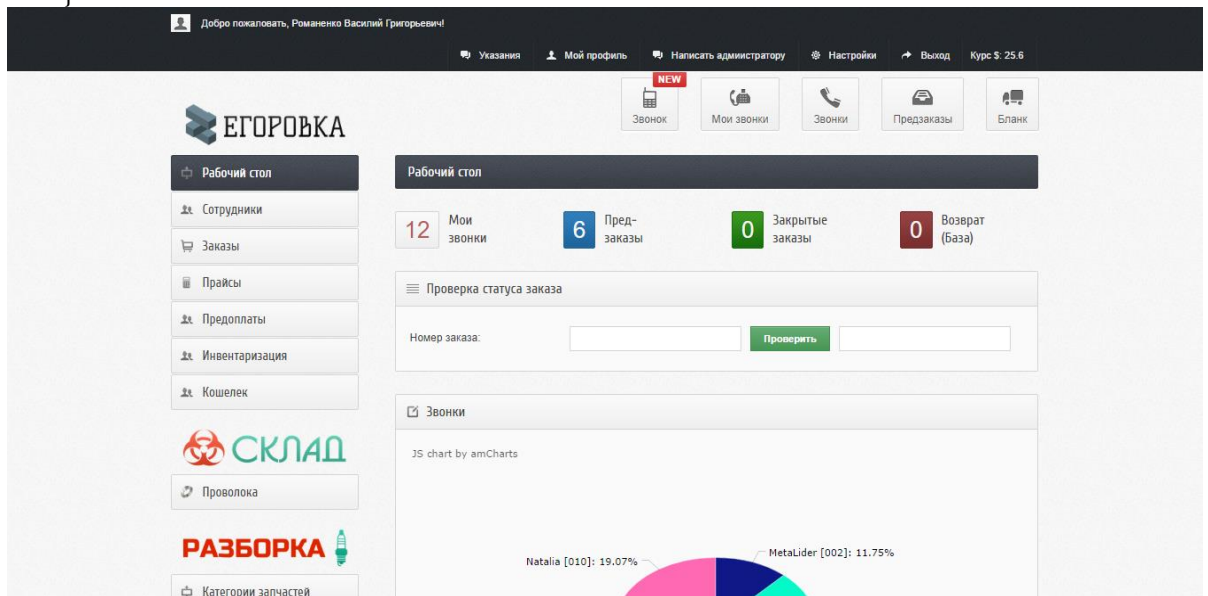 Добро пожаловать, Романенко Василий Григорьевич!
Указания Мой профиль Написать администратору Настройки Выход Курс $: 25.6
NEW
Звонок Мои звонки Звонки Предзаказы Бланк
ЕГОРОВКА
Рабочий стол
Сотрудники
Заказы
Прайсы
Предоплаты
Инвентаризация
Кошелек
СКЛАД
Проволока
РАЗБОРКА
Категории запчастей
Рабочий стол
12 Мои звонки
6 Пред-заказы
0 Закрытые заказы
0 Возврат (База)
Проверка статуса заказа
Номер заказа: Проверить
Звонки
JS chart by amCharts
Natalia [010]: 19.07%
MetaLider [002]: 11.75%